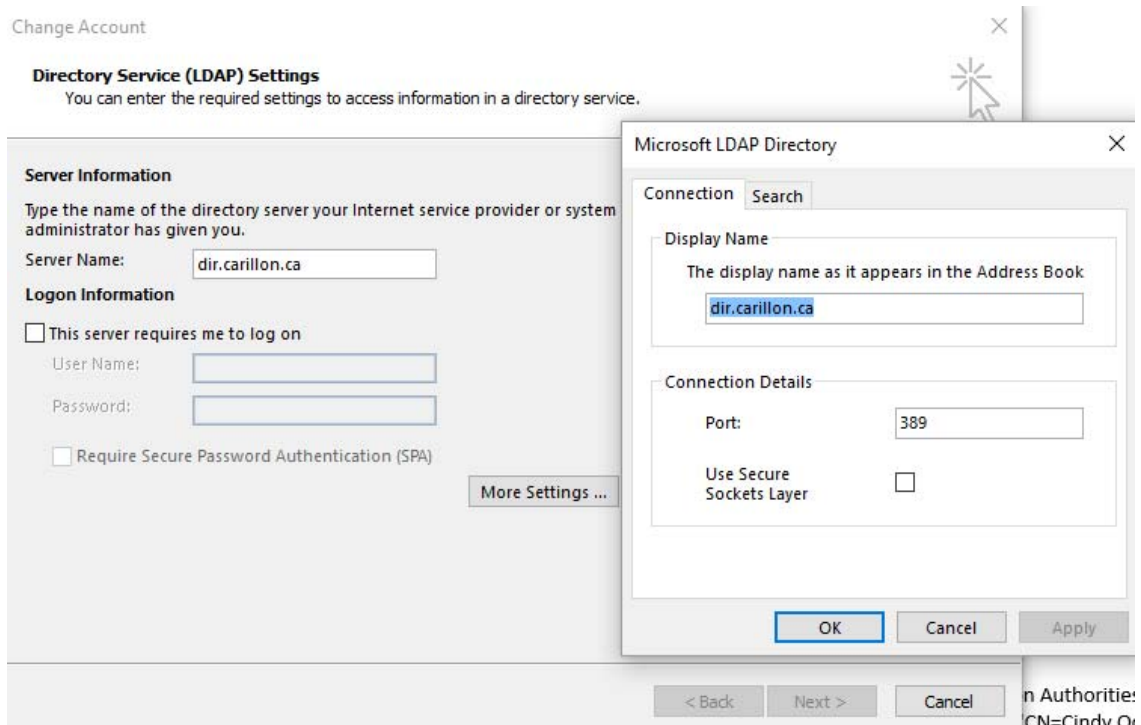 Change Account
Directory Service (LDAP) Settings
You can enter the required settings to access information in a directory service.
Server Information
Type the name of the directory server your Internet service provider or system
administrator has given you.
Server Name:
dir.carillon.ca
Logon Information
This server requires me to log on
User Name:
Password:
Require Secure Password Authentication (SPA)
More Settings ...
< Back
Next >
Cancel
Microsoft LDAP Directory
Connection
Search
Display Name
The display name as it appears in the Address Book
dir.carillon.ca
Connection Details
Port:
389
Use Secure
Sockets Layer
OK
Cancel
Apply
n Authorities
CN=Cindy